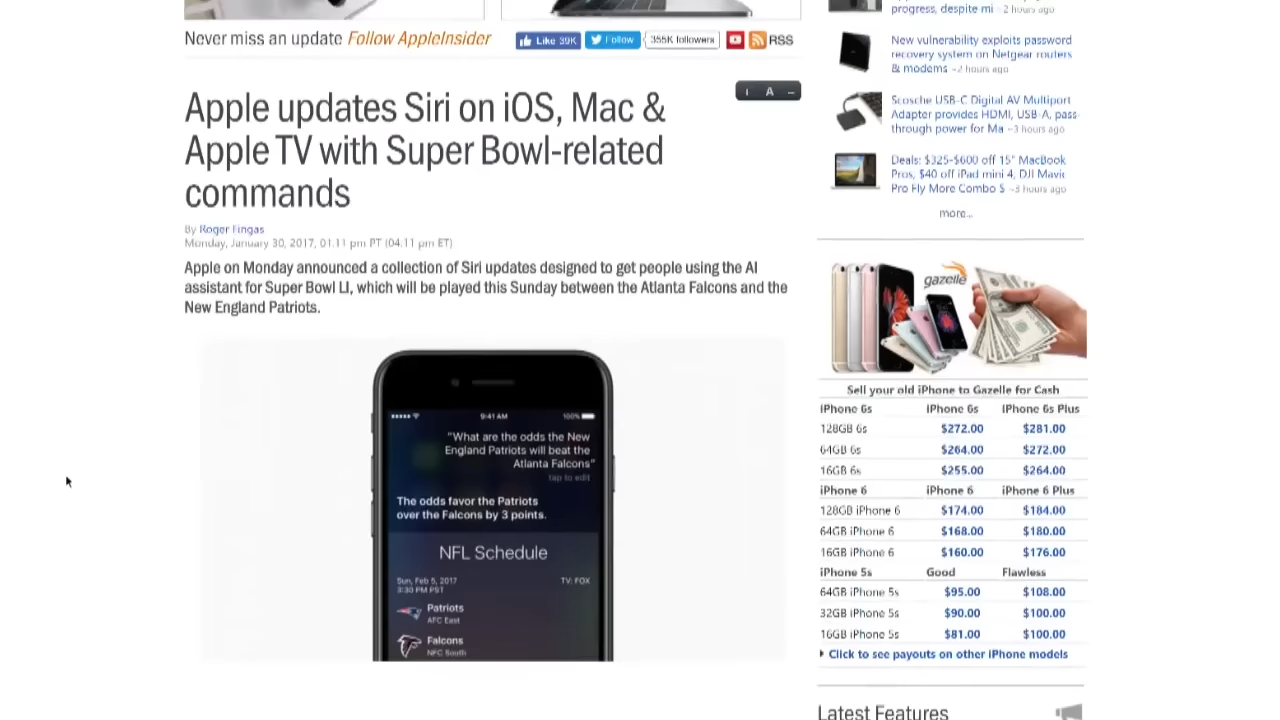 Never miss an update Follow AppleInsider
Like 39K
Follow
355K followers
RSS
A
Apple updates Siri on iOS, Mac &
Apple TV with Super Bowl-related
commands
By Roger Fingas
Monday, January 30, 2017, 01:11 pm PT (04:11 pm ET)
Apple on Monday announced a collection of Siri updates designed to get people using the AI
assistant for Super Bowl LI, which will be played this Sunday between the Atlanta Falcons and the
New England Patriots.
9:41 AM
100%
"What are the odds the New
England Patriots will beat the
Atlanta Falcons"
tap to edit
The odds favor the Patriots
over the Falcons by 3 points.
NFL Schedule
Sun, Feb 5, 2017
3:30 PM PST
TV: FOX
Patriots
AFC East
Falcons
NFC South
progress, despite mi - 2 hours ago
New vulnerability exploits password
recovery system on Netgear routers
& modems ~2 hours ago
Scosche USB-C Digital AV Multiport
Adapter provides HDMI, USB-A, pass-
through power for Ma ~3 hours ago
Deals: $325-$600 off 15" MacBook
Pros, $40 off iPad mini 4, DJI Mavic
Pro Fly More Combo $ ~3 hours ago
more...
gazelle
Sell your old iPhone to Gazelle for Cash
iPhone 6s iPhone 6s iPhone 6s Plus
128GB 6s $272.00 $281.00
64GB 6s $264.00 $272.00
16GB 6s $255.00 $264.00
iPhone 6 iPhone 6 iPhone 6 Plus
128GB iPhone 6 $174.00 $184.00
64GB iPhone 6 $168.00 $180.00
16GB iPhone 6 $160.00 $176.00
iPhone 5s Good Flawless
64GB iPhone 5s $95.00 $108.00
32GB iPhone 5s $90.00 $100.00
16GB iPhone 5s $81.00 $100.00
Click to see payouts on other iPhone models
Latest Features